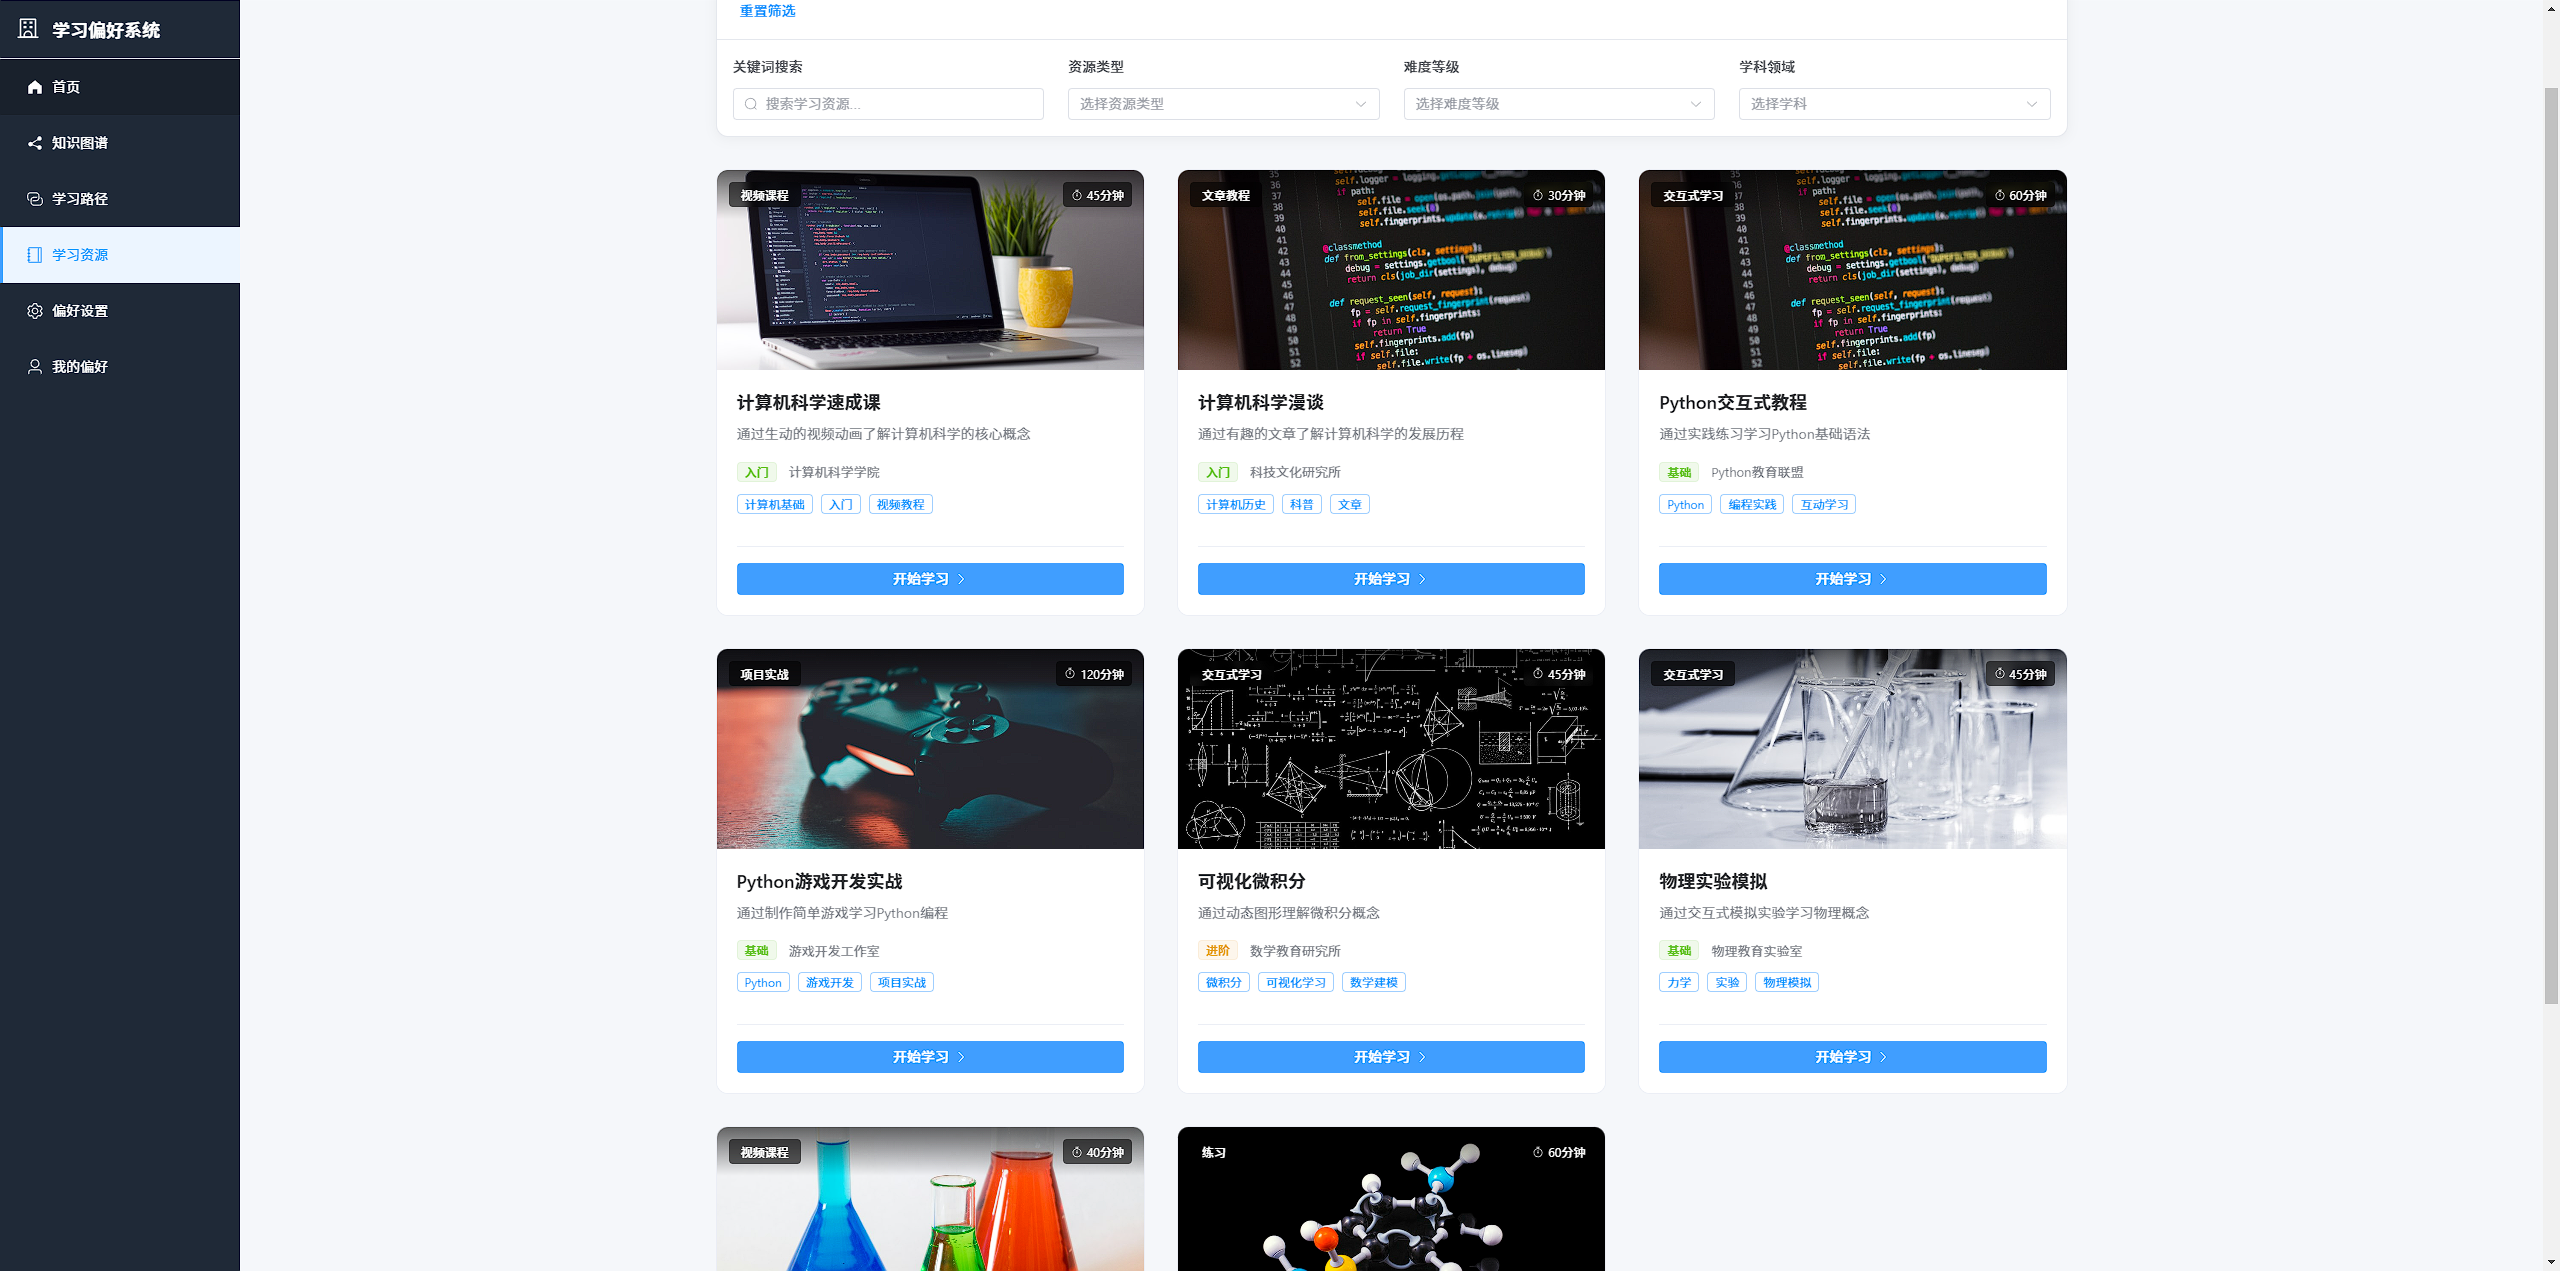 学习偏好系统
首页
知识图谱
学习路径
学习资源
偏好设置
我的偏好
重置筛选
关键词搜索 资源类型 难度等级 学科领域
搜索学习资源... 选择资源类型 选择难度等级 选择学科
视频课程 45分钟
文章教程 30分钟
交互式学习 60分钟
计算机科学速成课
通过生动的视频动画了解计算机科学的核心概念
入门 计算机科学学院
计算机基础 入门 视频教程
开始学习
计算机科学漫谈
通过有趣的文章了解计算机科学的发展历程
入门 科技文化研究所
计算机历史 科普 文章
开始学习
Python交互式教程
通过实践练习学习Python基础语法
基础 Python教育联盟
Python 编程实践 互动学习
开始学习
项目实战 120分钟
Python游戏开发实战
通过制作简单游戏学习Python编程
基础 游戏开发工作室
Python 游戏开发 项目实战
开始学习
交互式学习 45分钟
可视化微积分
通过动态图形理解微积分概念
进阶 数学教育研究所
微积分 可视化学习 数学建模
开始学习
交互式学习 45分钟
物理实验模拟
通过交互式模拟实验学习物理概念
基础 物理教育实验室
力学 实验 物理模拟
开始学习
视频课程 40分钟
练习 60分钟